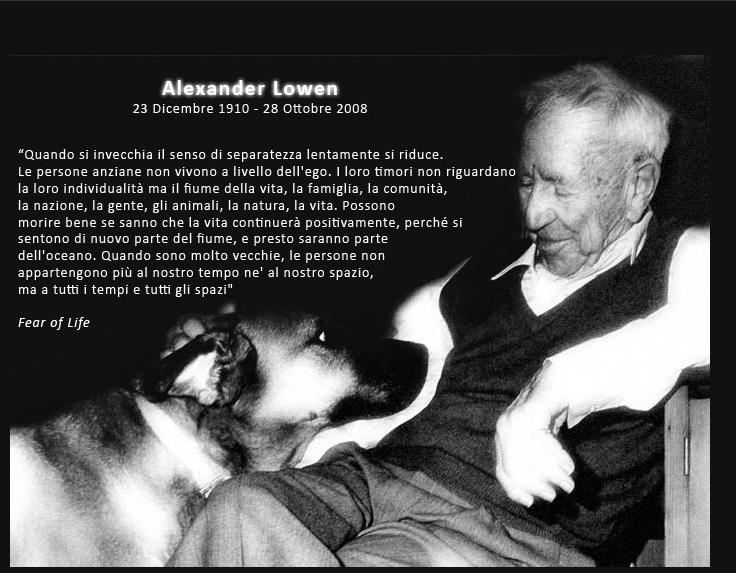 Alexander Lowen
23 Dicembre 1910 - 28 Ottobre 2008
“Quando si invecchia il senso di separatezza lentamente si riduce.
Le persone anziane non vivono a livello dell'ego. I loro timori non riguardano
la loro individualità ma il fiume della vita, la famiglia, la comunità,
la nazione, la gente, gli animali, la natura, la vita. Possono
morire bene se sanno che la vita continuerà positivamente, perché si
sentono di nuovo parte del fiume, e presto saranno parte
dell'oceano. Quando sono molto vecchie, le persone non
appartengono più al nostro tempo ne' al nostro spazio,
ma a tutti i tempi e tutti gli spazi"
Fear of Life